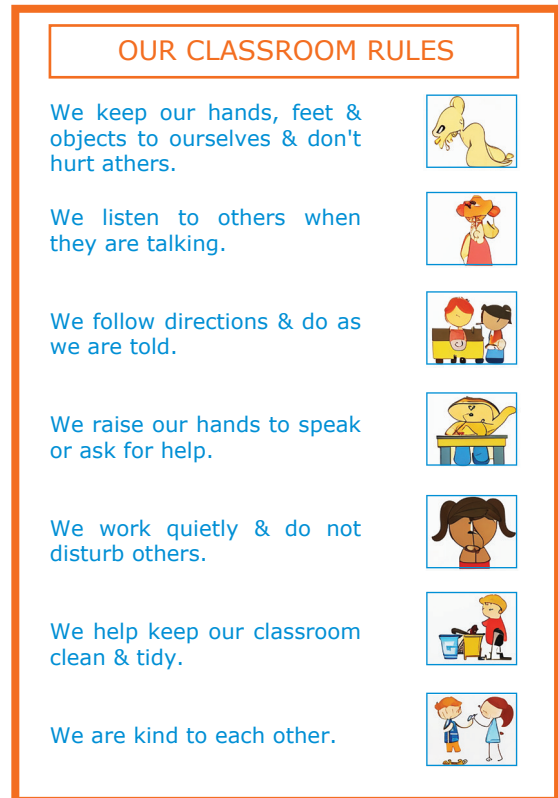 OUR CLASSROOM RULES
We keep our hands, feet &
objects to ourselves & don't
hurt athers.
We listen to others when
they are talking.
We follow directions & do as
we are told.
We raise our hands to speak
or ask for help.
We work quietly & do not
disturb others.
We help keep our classroom
clean & tidy.
We are kind to each other.